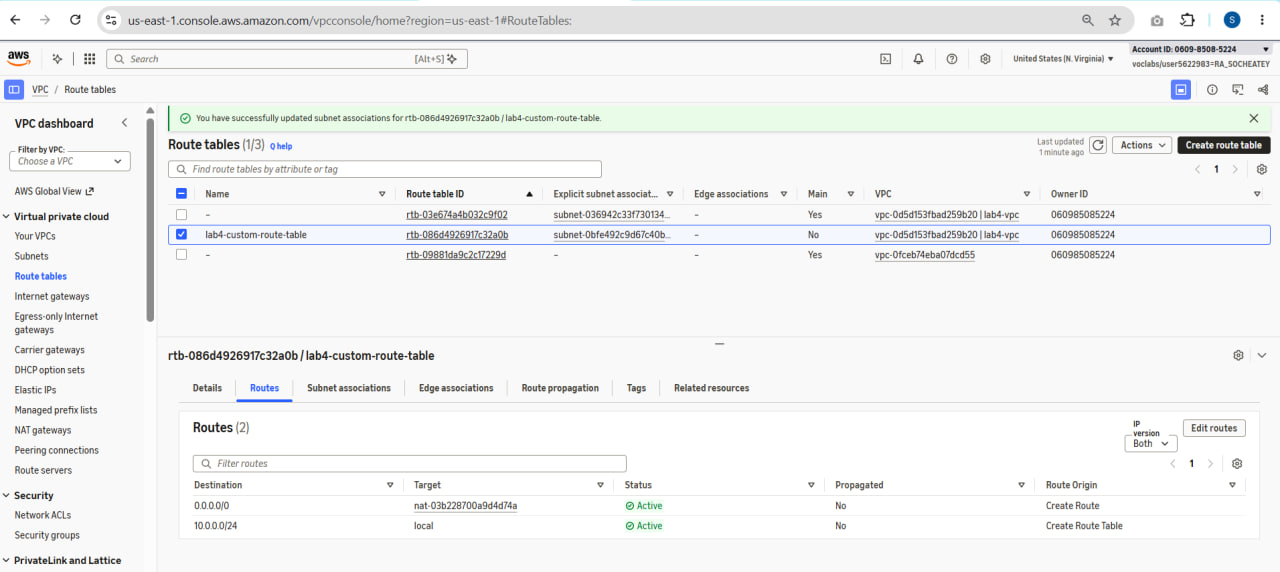 us-east-1.console.aws.amazon.com/vpcconsole/home?region=us-east-1#RouteTables:
S
aws
Search
[Alt+S]
United States (N. Virginia)
Account ID: 0609-8508-5224
voclabs/user5622983=RA_SOCHEATEY
VPC / Route tables
VPC dashboard
Filter by VPC:
Choose a VPC
AWS Global View
Virtual private cloud
Your VPCs
Subnets
Route tables
Internet gateways
Egress-only Internet
gateways
Carrier gateways
DHCP option sets
Elastic IPs
Managed prefix lists
NAT gateways
Peering connections
Route servers
Security
Network ACLs
Security groups
PrivateLink and Lattice
You have successfully updated subnet associations for rtb-086d4926917c32a0b / lab4-custom-route-table.
Route tables (1/3) Q help
Last updated
1 minute ago
Actions
Create route table
Find route tables by attribute or tag
1
Name Route table ID Explicit subnet associat... Edge associations Main VPC Owner ID
– rtb-03e674a4b032c9f02 subnet-036942c33f730134... – Yes vpc-0d5d153fbad259b20 | lab4-vpc 060985085224
lab4-custom-route-table rtb-086d4926917c32a0b subnet-0bfe492c9d67c40b... – No vpc-0d5d153fbad259b20 | lab4-vpc 060985085224
– rtb-09881da9c2c17229d – – Yes vpc-0fceb74eba07dcd55 060985085224
rtb-086d4926917c32a0b / lab4-custom-route-table
Details Routes Subnet associations Edge associations Route propagation Tags Related resources
Routes (2)
IP
version
Both
Edit routes
Filter routes
1
Destination Target Status Propagated Route Origin
0.0.0.0/0 nat-03b228700a9d4d74a Active No Create Route
10.0.0.0/24 local Active No Create Route Table